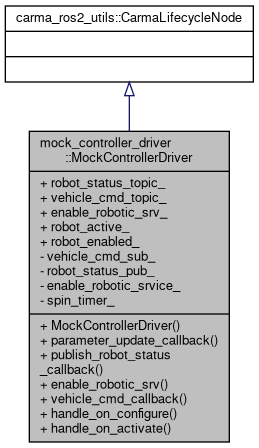 carma_ros2_utils::CarmaLifecycleNode
mock_controller_driver
::MockControllerDriver
+ robot_status_topic_
+ vehicle_cmd_topic_
+ enable_robotic_srv_
+ robot_active_
+ robot_enabled_
- vehicle_cmd_sub_
- robot_status_pub_
- enable_robotic_srvice_
- spin_timer_
+ MockControllerDriver()
+ parameter_update_callback()
+ publish_robot_status
_callback()
+ enable_robotic_srv()
+ vehicle_cmd_callback()
+ handle_on_configure()
+ handle_on_activate()